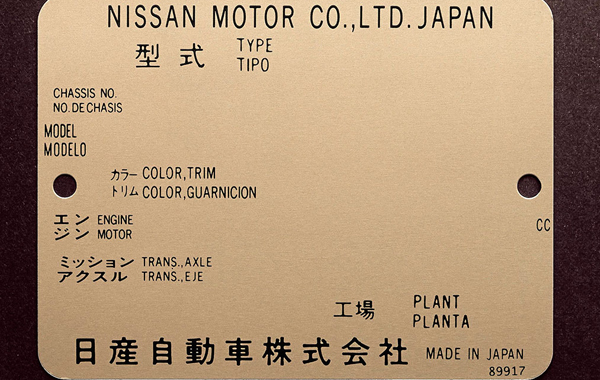 NISSAN MOTOR CO.,LTD. JAPAN
型式 TYPE
TIPO
CHASSIS NO.
NO. DE CHASIS
MODEL
MODELO
カラー COLOR,TRIM
トリム COLOR,GUARNICION
エン ENGINE
ジン MOTOR
CC
ミッション TRANS.,AXLE
アクスル TRANS.,EJE
工場 PLANT
PLANTA
日産自動車株式会社 MADE IN JAPAN
89917